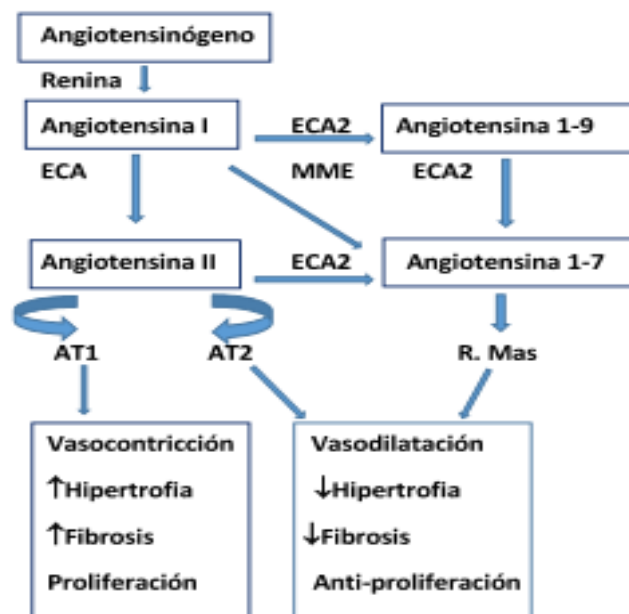 Angiotensinógeno
Renina
Angiotensina I ECA2 Angiotensina 1-9
ECA MME ECA2
Angiotensina II ECA2 Angiotensina 1-7
AT1 AT2 R. Mas
Vasocontricción Vasodilatación
↑Hipertrofia ↓Hipertrofia
↑Fibrosis ↓Fibrosis
Proliferación Anti-proliferación